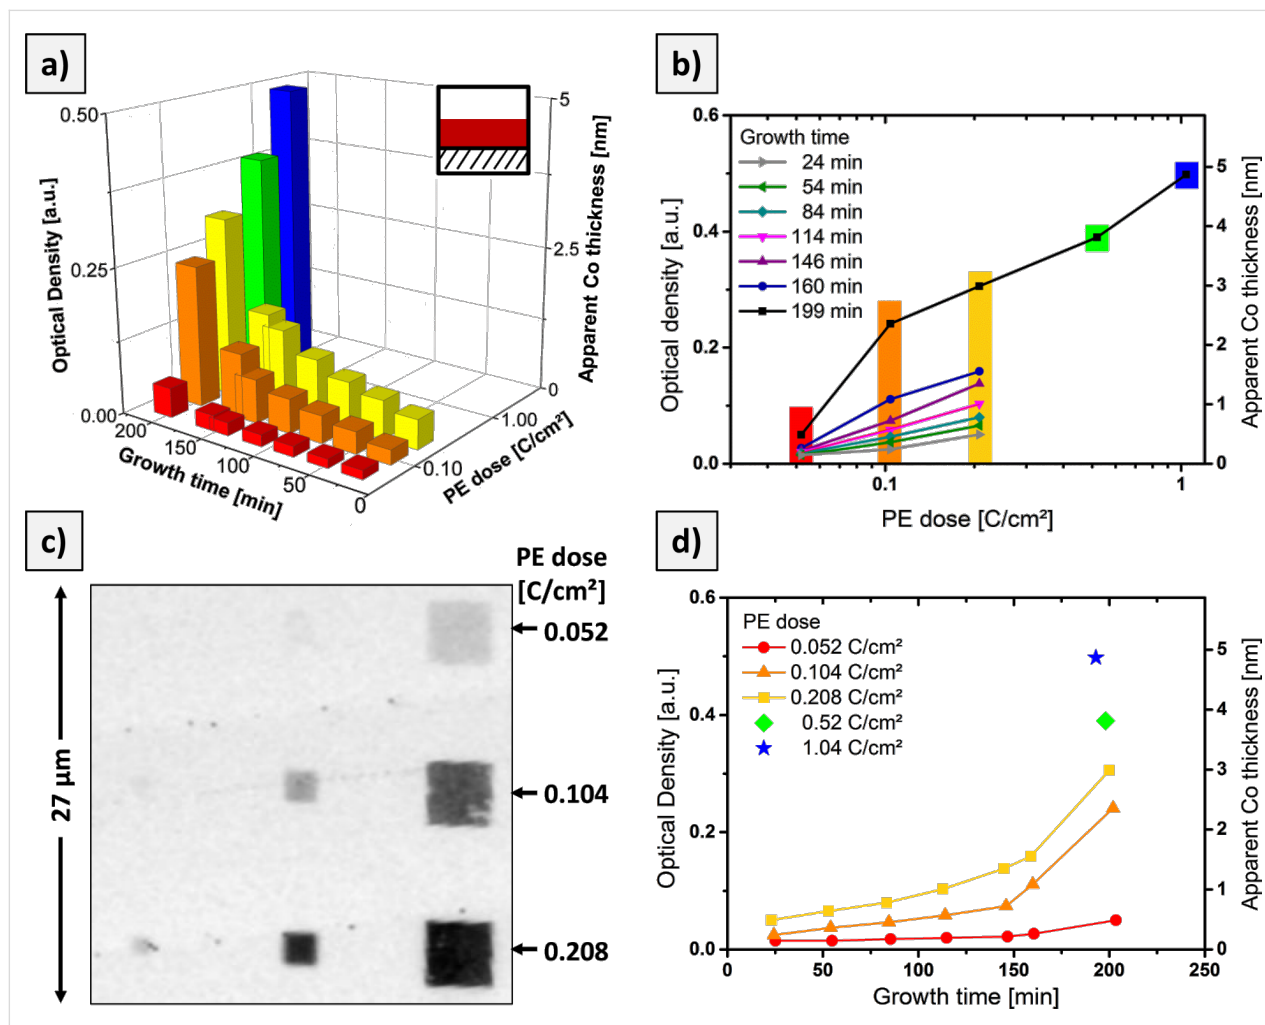 a)
0.50
0.25
0.00
Optical Density [a.u.]
200
150
100
50
0
Growth time [min]
0.10
1.00
PE dose [C/cm²]
5
2.5
0
Apparent Co thickness [nm]
b)
0.6
0.4
0.2
0.0
Optical density [a.u.]
Growth time
24 min
54 min
84 min
114 min
146 min
160 min
199 min
0.1
1
PE dose [C/cm²]
5
4
3
2
1
0
Apparent Co thickness [nm]
c)
27 µm
PE dose
[C/cm²]
0.052
0.104
0.208
d)
0.6
0.4
0.2
0.0
Optical Density [a.u.]
PE dose
0.052 C/cm²
0.104 C/cm²
0.208 C/cm²
0.52 C/cm²
1.04 C/cm²
0
50
100
150
200
250
Growth time [min]
5
4
3
2
1
0
Apparent Co thickness [nm]